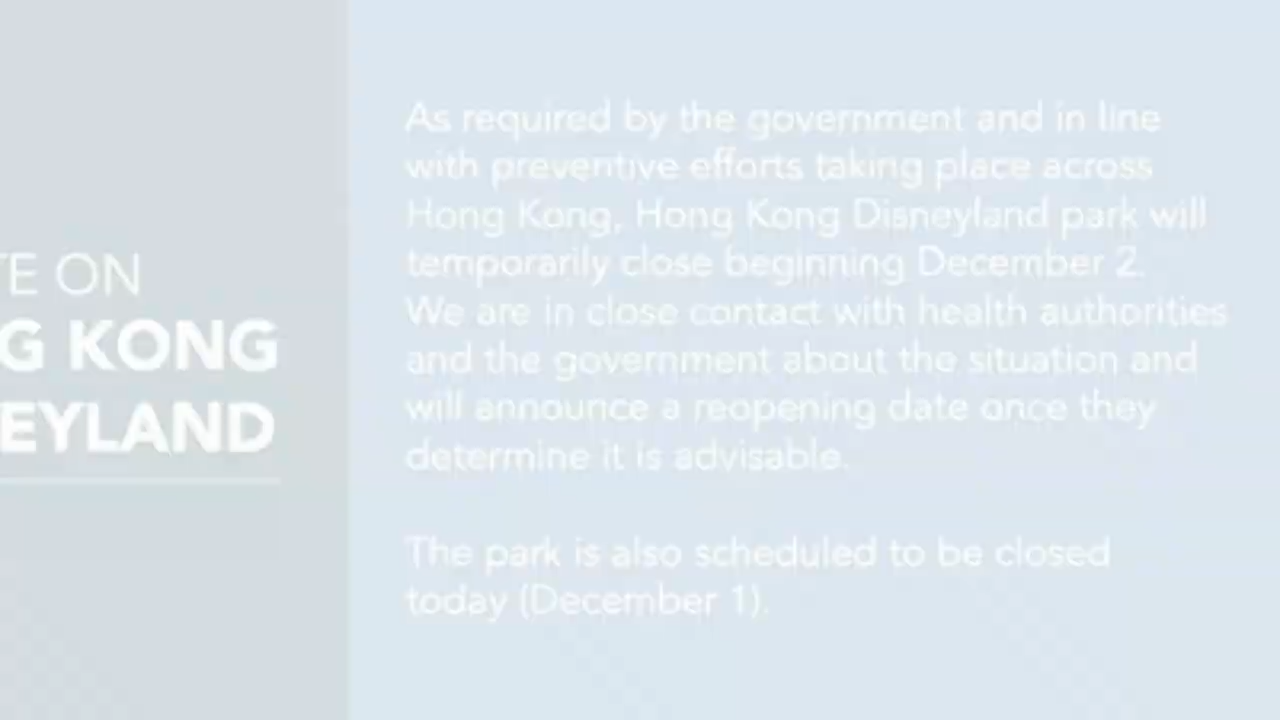 TE ON
G KONG
EYLAND
As required by the government and in line
with preventive efforts taking place across
Hong Kong, Hong Kong Disneyland park will
temporarily close beginning December 2.
We are in close contact with health authorities
and the government about the situation and
will announce a reopening date once they
determine it is advisable.
The park is also scheduled to be closed
today (December 1).